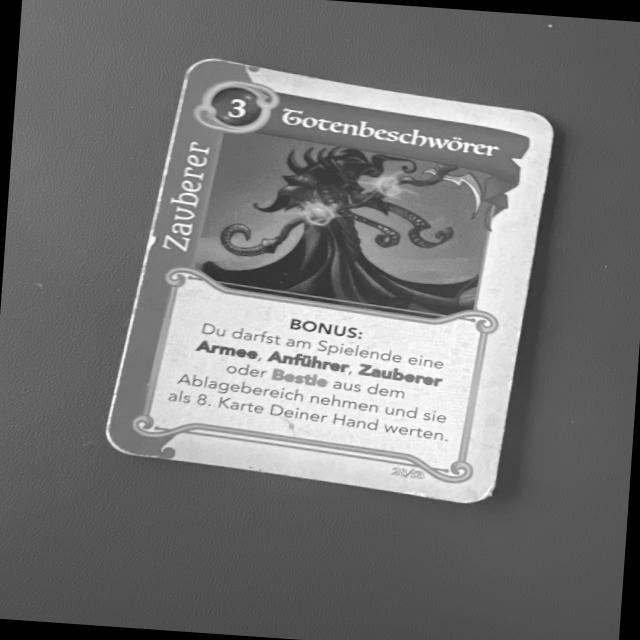 3
Totenbeschwörer
Zauberer
BONUS:
Du darfst am Spielende eine
Armee, Anführer, Zauberer
oder Bestie aus dem
Ablagebereich nehmen und sie
als 8. Karte Deiner Hand werten.